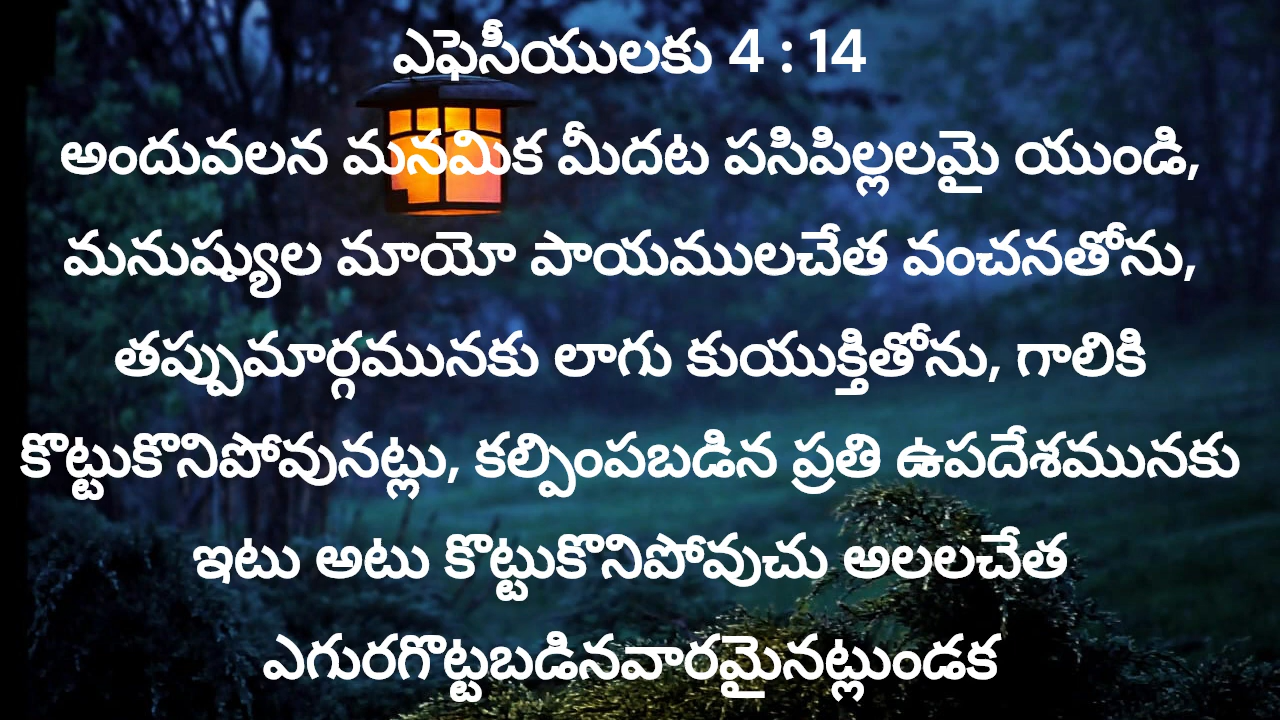 ఎఫెసీయులకు 4 : 14
అందువలన మనమిక మీదట పసిపిల్లలమై యుండి,
మనుష్యుల మాయో పాయములచేత వంచనతోను,
తప్పుమార్గమునకు లాగు కుయుక్తితోను, గాలికి
కొట్టుకొనిపోవునట్లు, కల్పింపబడిన ప్రతి ఉపదేశమునకు
ఇటు అటు కొట్టుకొనిపోవుచు అలలచేత
ఎగురగొట్టబడినవారమైనట్లుండక